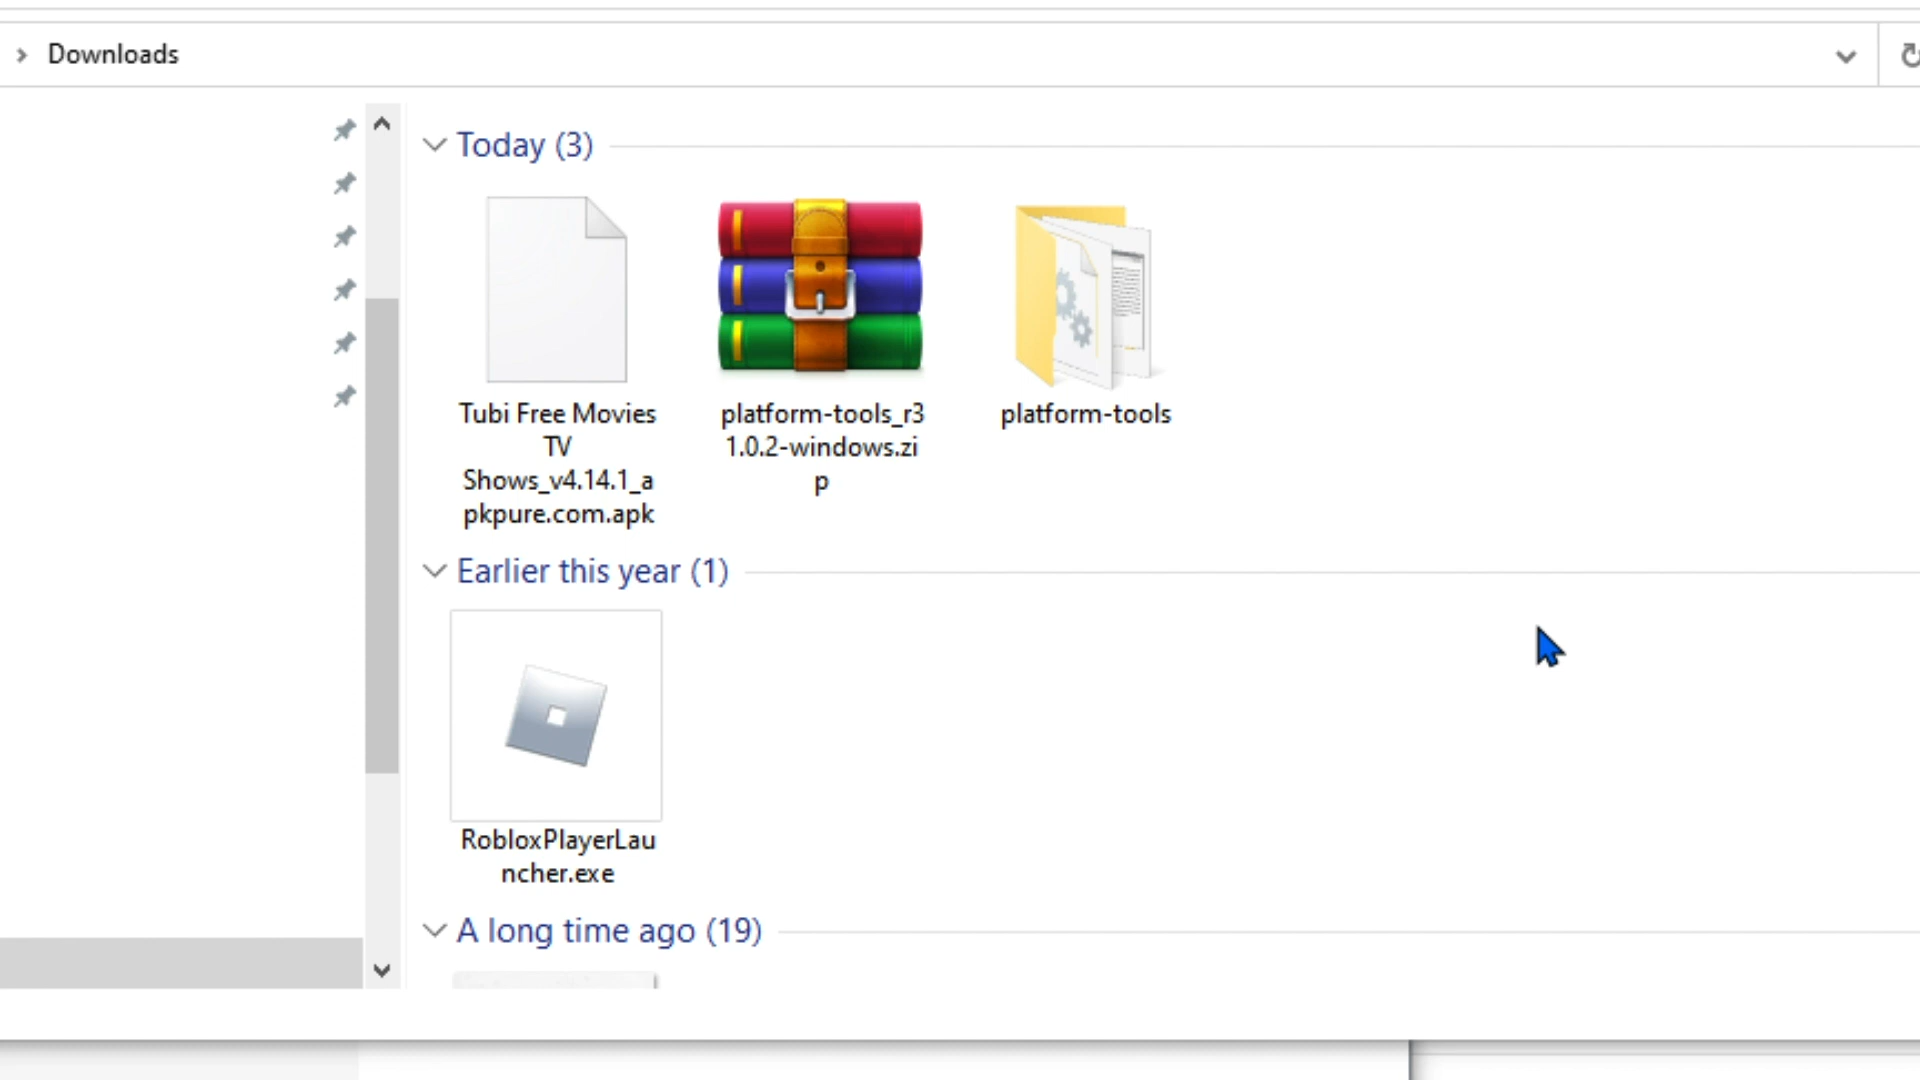 Downloads
Today (3)
Tubi Free Movies
TV
Shows_v4.14.1_a
pkpure.com.apk
platform-tools_r3
1.0.2-windows.zi
p
platform-tools
Earlier this year (1)
RobloxPlayerLau
ncher.exe
A long time ago (19)